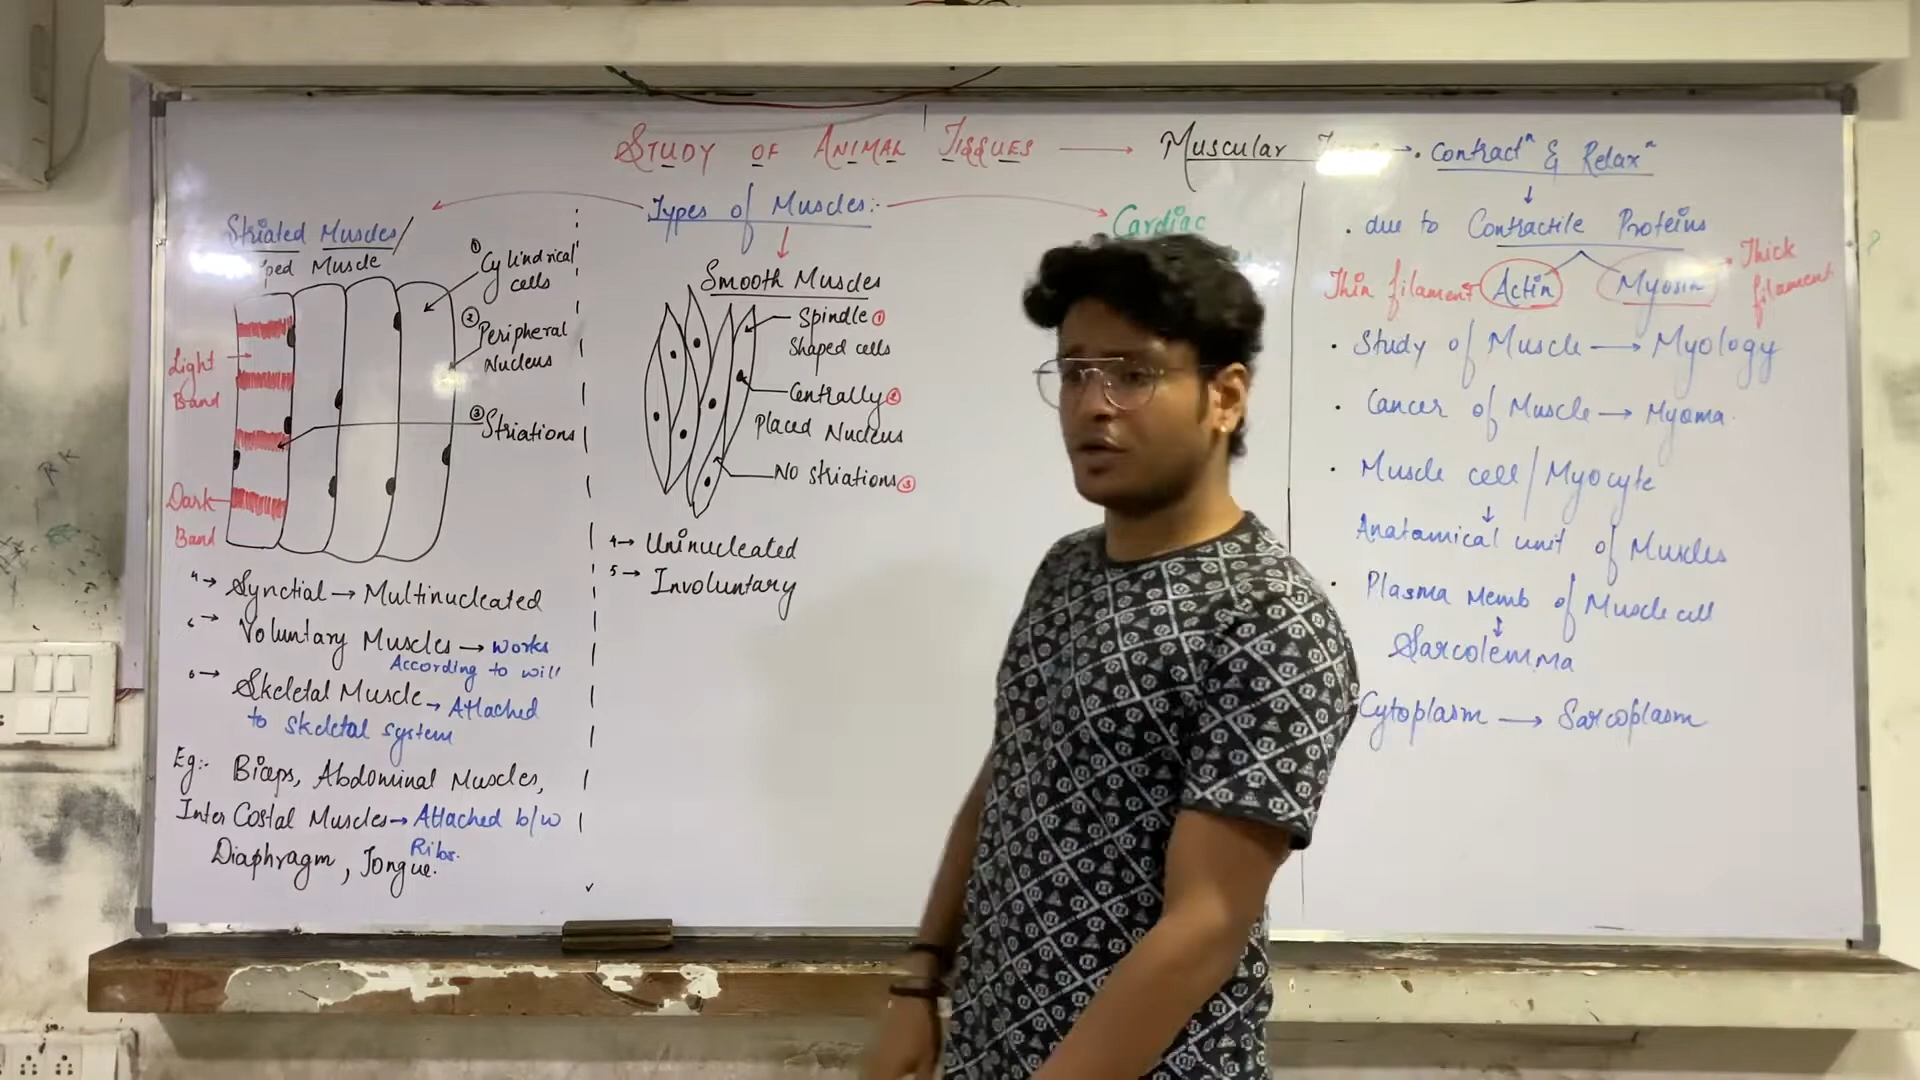 STUDY OF ANIMAL TISSUES → Muscular → . Contractⁿ & Relaxⁿ
Types of Muscles:-
Striated Muscles/
ped Muscle
① Cylindrical
cells
② Peripheral
Nucleus
③ Striations
Light
Band
Dark
Band
4→ Synctial → Multinucleated
6→ Voluntary Muscles → works
According to will
6→ Skeletal Muscle → Attached
to skeletal system
Eg:- Biceps, Abdominal Muscles,
Inter Costal Muscles → Attached b/w
Ribs.
Diaphragm, Tongue.
Smooth Muscles
Spindle ①
Shaped cells
Centrally ②
Placed Nucleus
No striations ③
4→ Uninucleated
5→ Involuntary
Cardiac
. due to Contractile Proteins
Thin filament Actin Myosin → Thick
filament
. Study of Muscle → Myology
. Cancer of Muscle → Myoma.
. Muscle cell / Myocyte
↓
Anatamical unit of Muscles
. Plasma Memb of Muscle cell
↓
Sarcolemma
Cytoplasm → Sarcoplasm